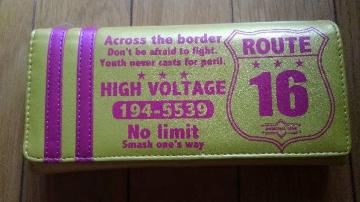 Across the border
Don't be afraid to fight.
Youth never casts for peril.
HIGH VOLTAGE
194-5539
No limit
Smash one's way
ROUTE
16